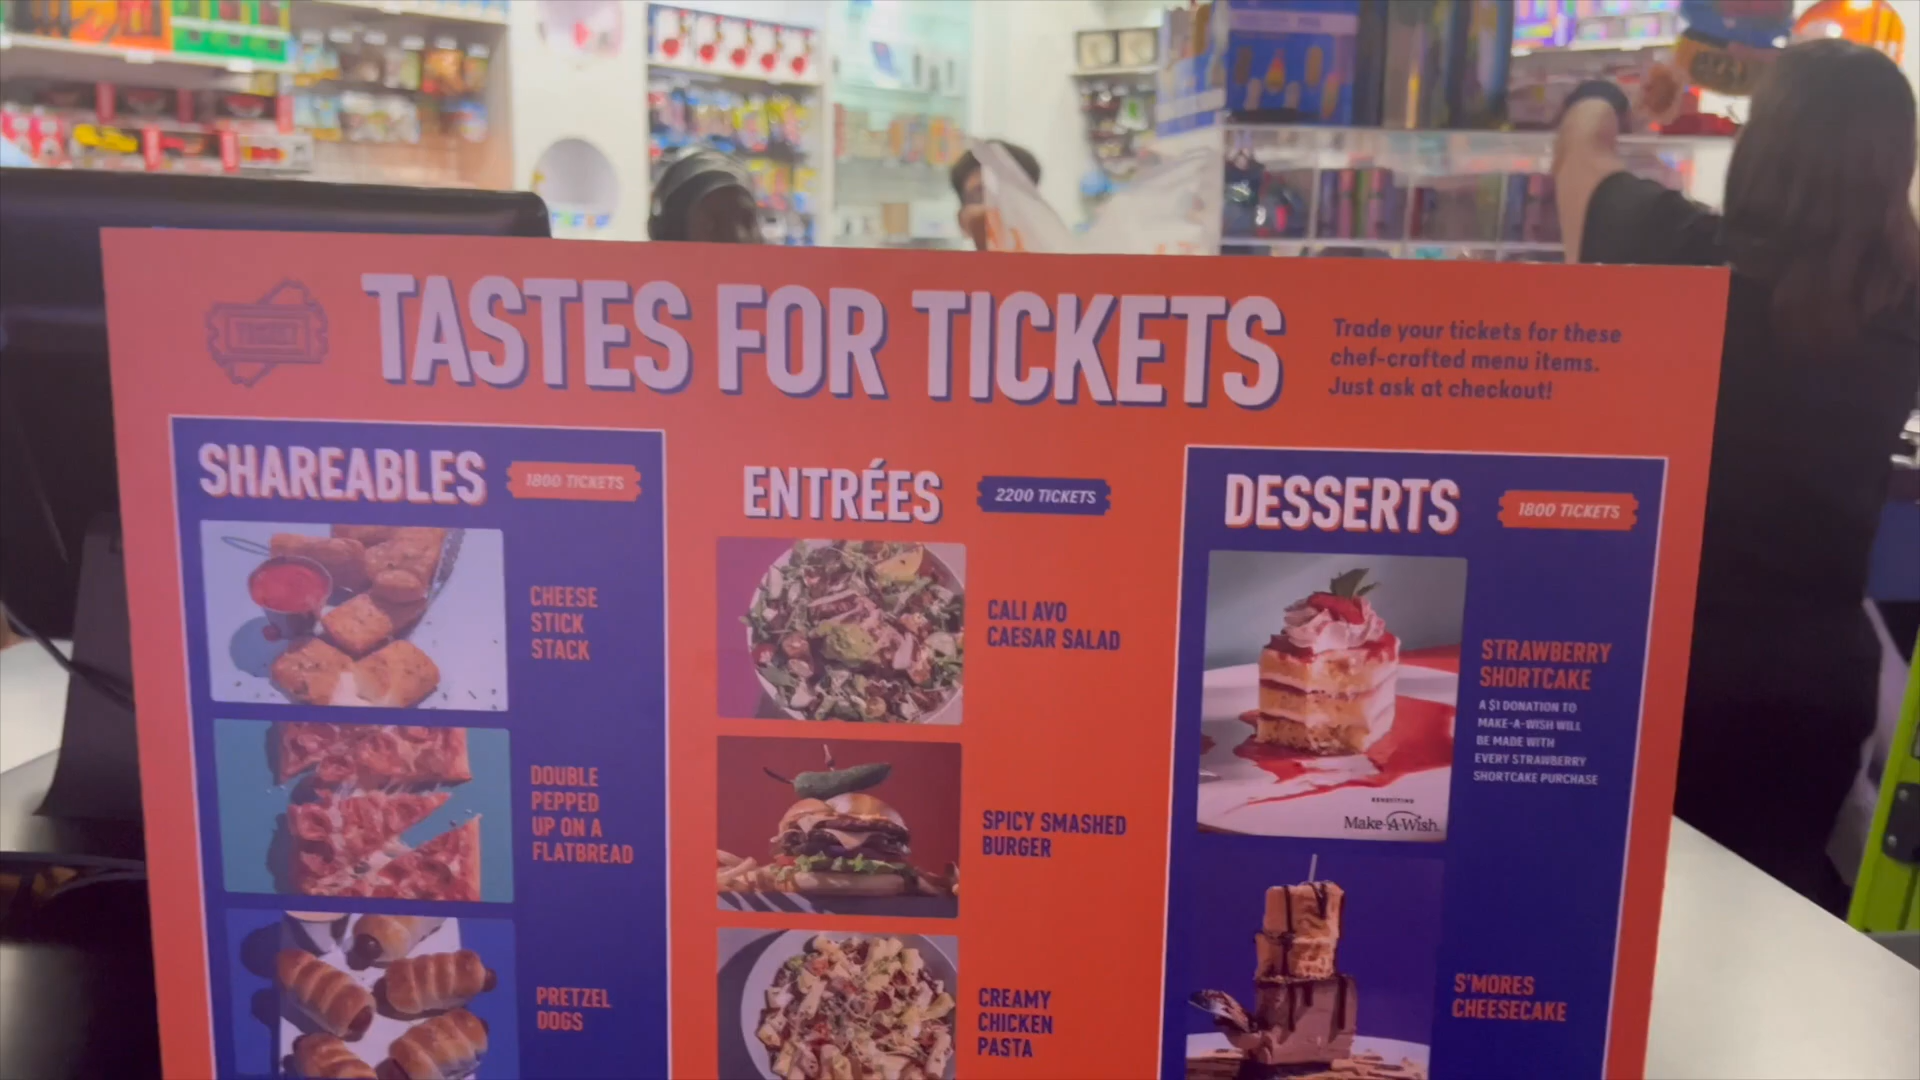 TASTES FOR TICKETS
Trade your tickets for these
chef-crafted menu items.
Just ask at checkout!
SHAREABLES
1800 TICKETS
CHEESE
STICK
STACK
DOUBLE
PEPPED
UP ON A
FLATBREAD
PRETZEL
DOGS
ENTRÉES
2200 TICKETS
CALI AVO
CAESAR SALAD
SPICY SMASHED
BURGER
CREAMY
CHICKEN
PASTA
DESSERTS
1800 TICKETS
STRAWBERRY
SHORTCAKE
A $1 DONATION TO
MAKE-A-WISH WILL
BE MADE WITH
EVERY STRAWBERRY
SHORTCAKE PURCHASE
BENEFITING
Make-A-Wish.
S'MORES
CHEESECAKE